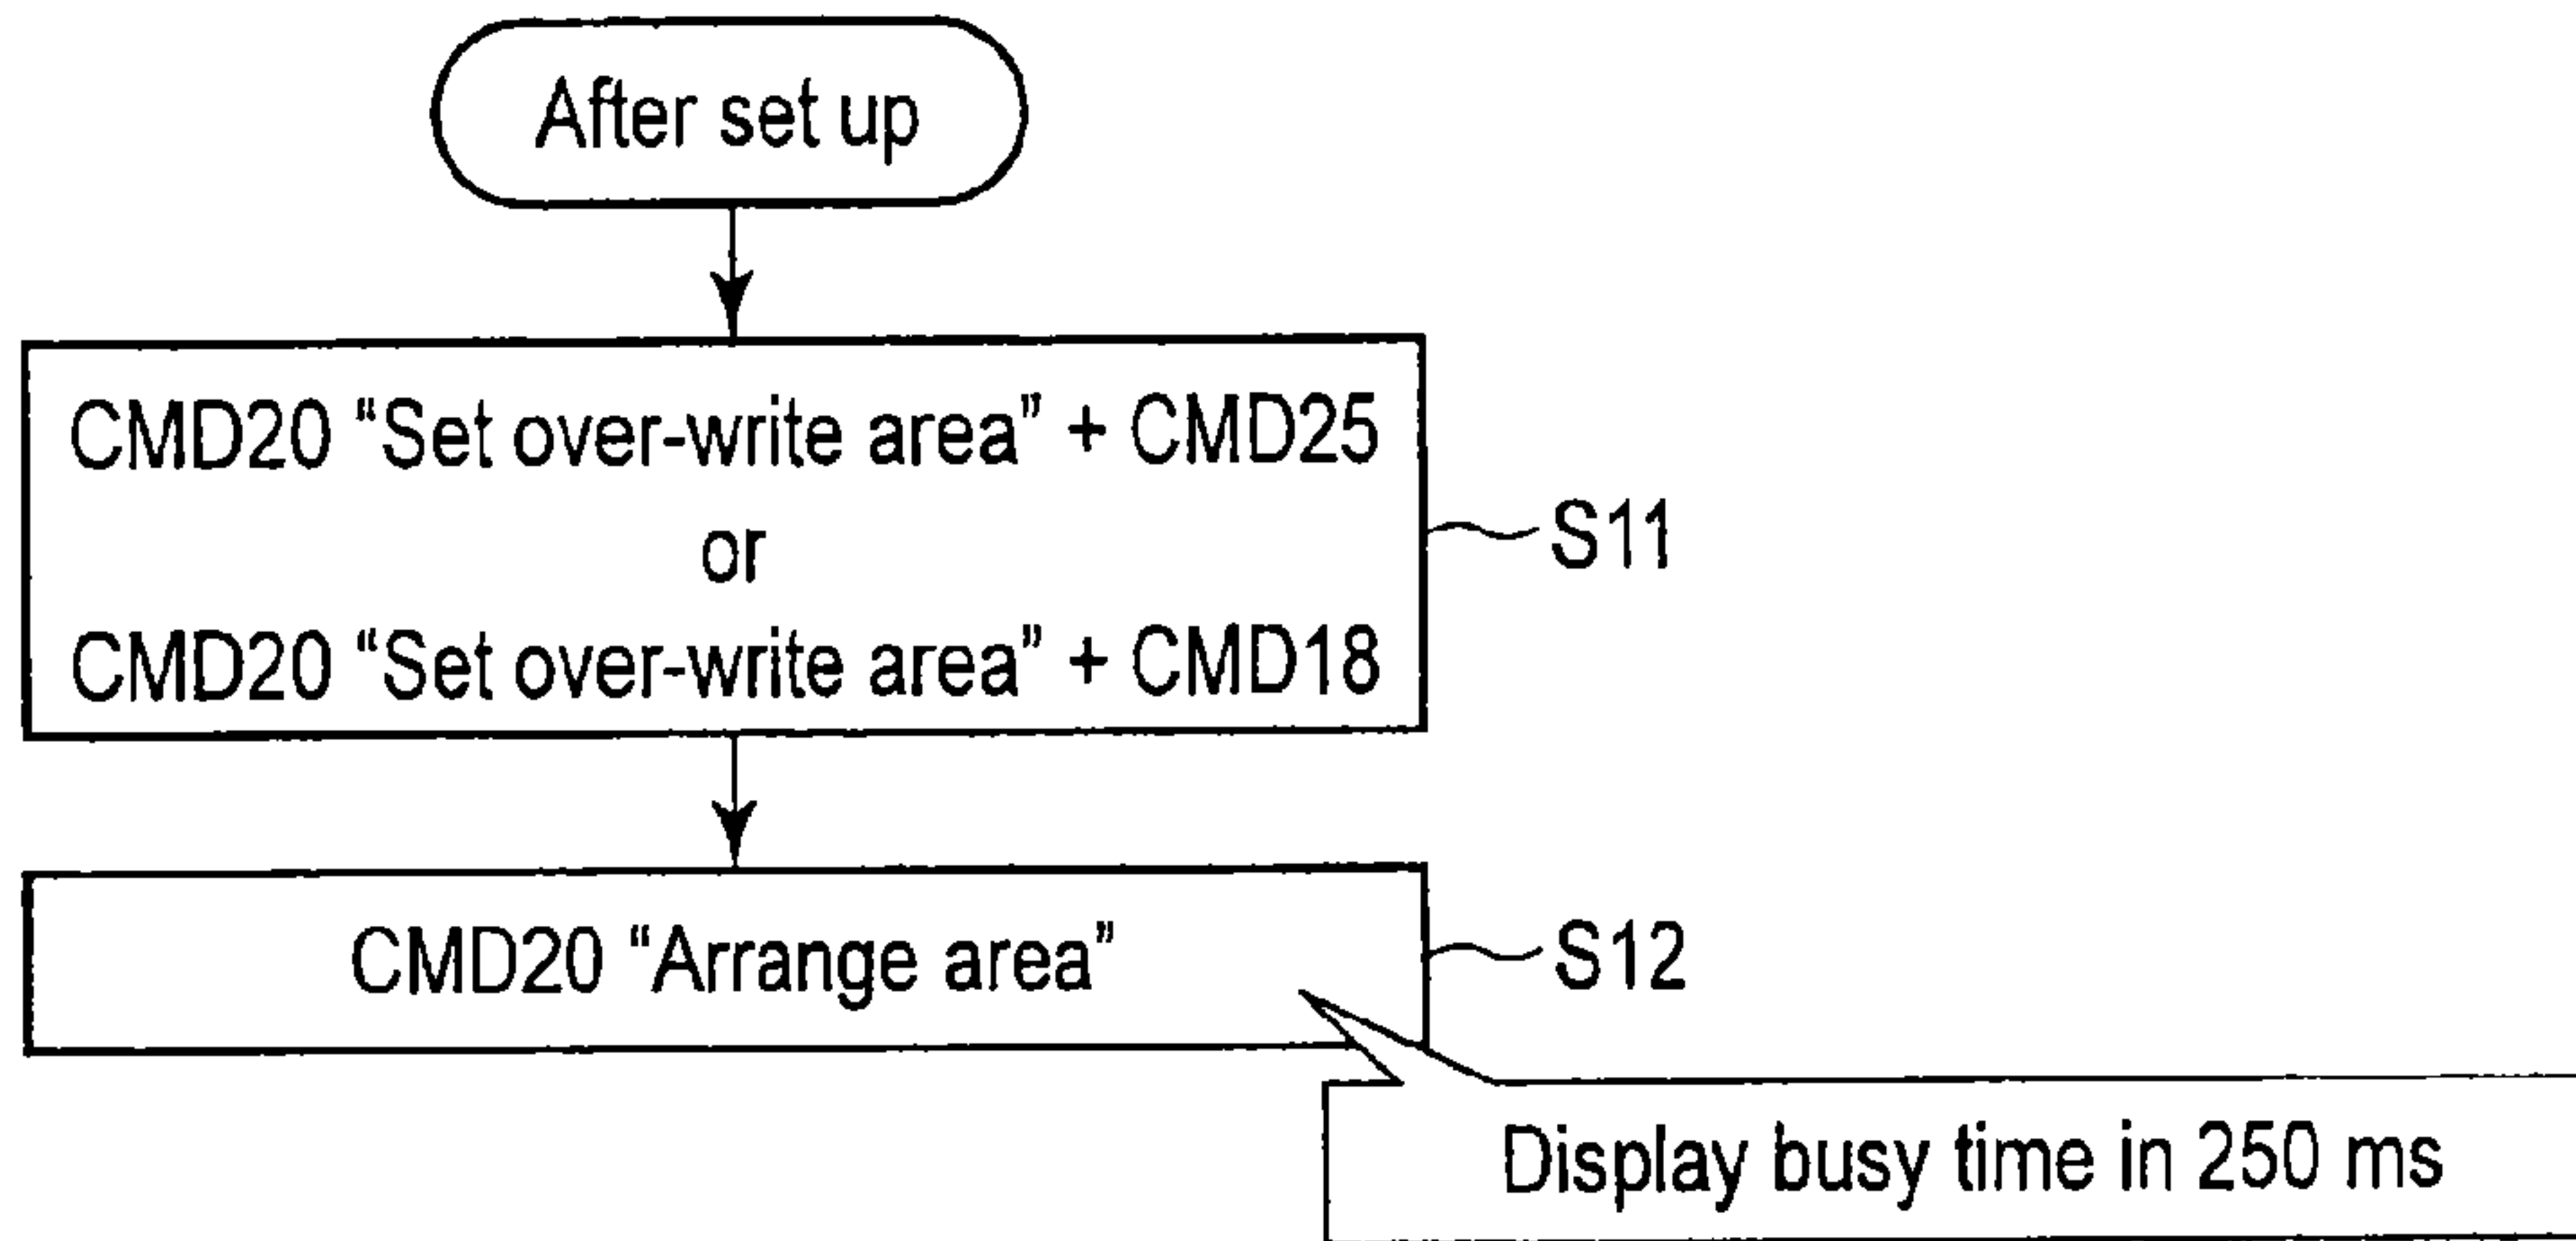 After set up
CMD20 “Set over-write area” + CMD25
or
CMD20 “Set over-write area” + CMD18
S11
CMD20 “Arrange area”
S12
Display busy time in 250 ms